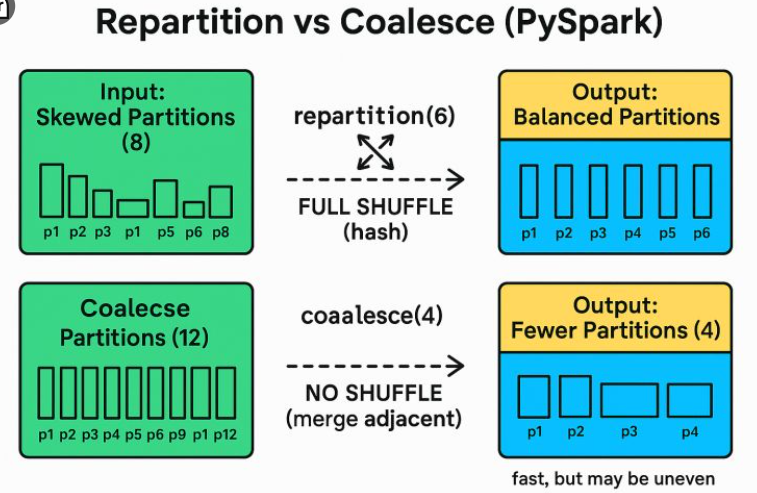 Repartition vs Coalesce (PySpark)
Input:
Skewed Partitions
(8)
p1 p2 p3 p1 p5 p6 p8
repartition(6)
FULL SHUFFLE
(hash)
Output:
Balanced Partitions
p1 p2 p3 p4 p5 p6
Coalecse
Partitions (12)
p1 p2 p3 p4 p5 p6 p9 p1 p12
coaalesce(4)
NO SHUFFLE
(merge adjacent)
Output:
Fewer Partitions (4)
p1 p2 p3 p4
fast, but may be uneven